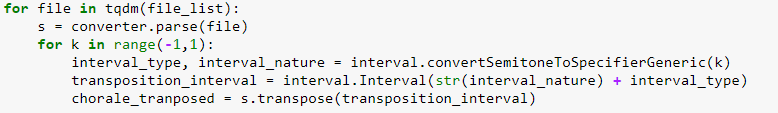 for file in tqdm(file_list):
    s = converter.parse(file)
    for k in range(-1,1):
        interval_type, interval_nature = interval.convertSemitoneToSpecifierGeneric(k)
        transposition_interval = interval.Interval(str(interval_nature) + interval_type)
        chorale_tranposed = s.transpose(transposition_interval)